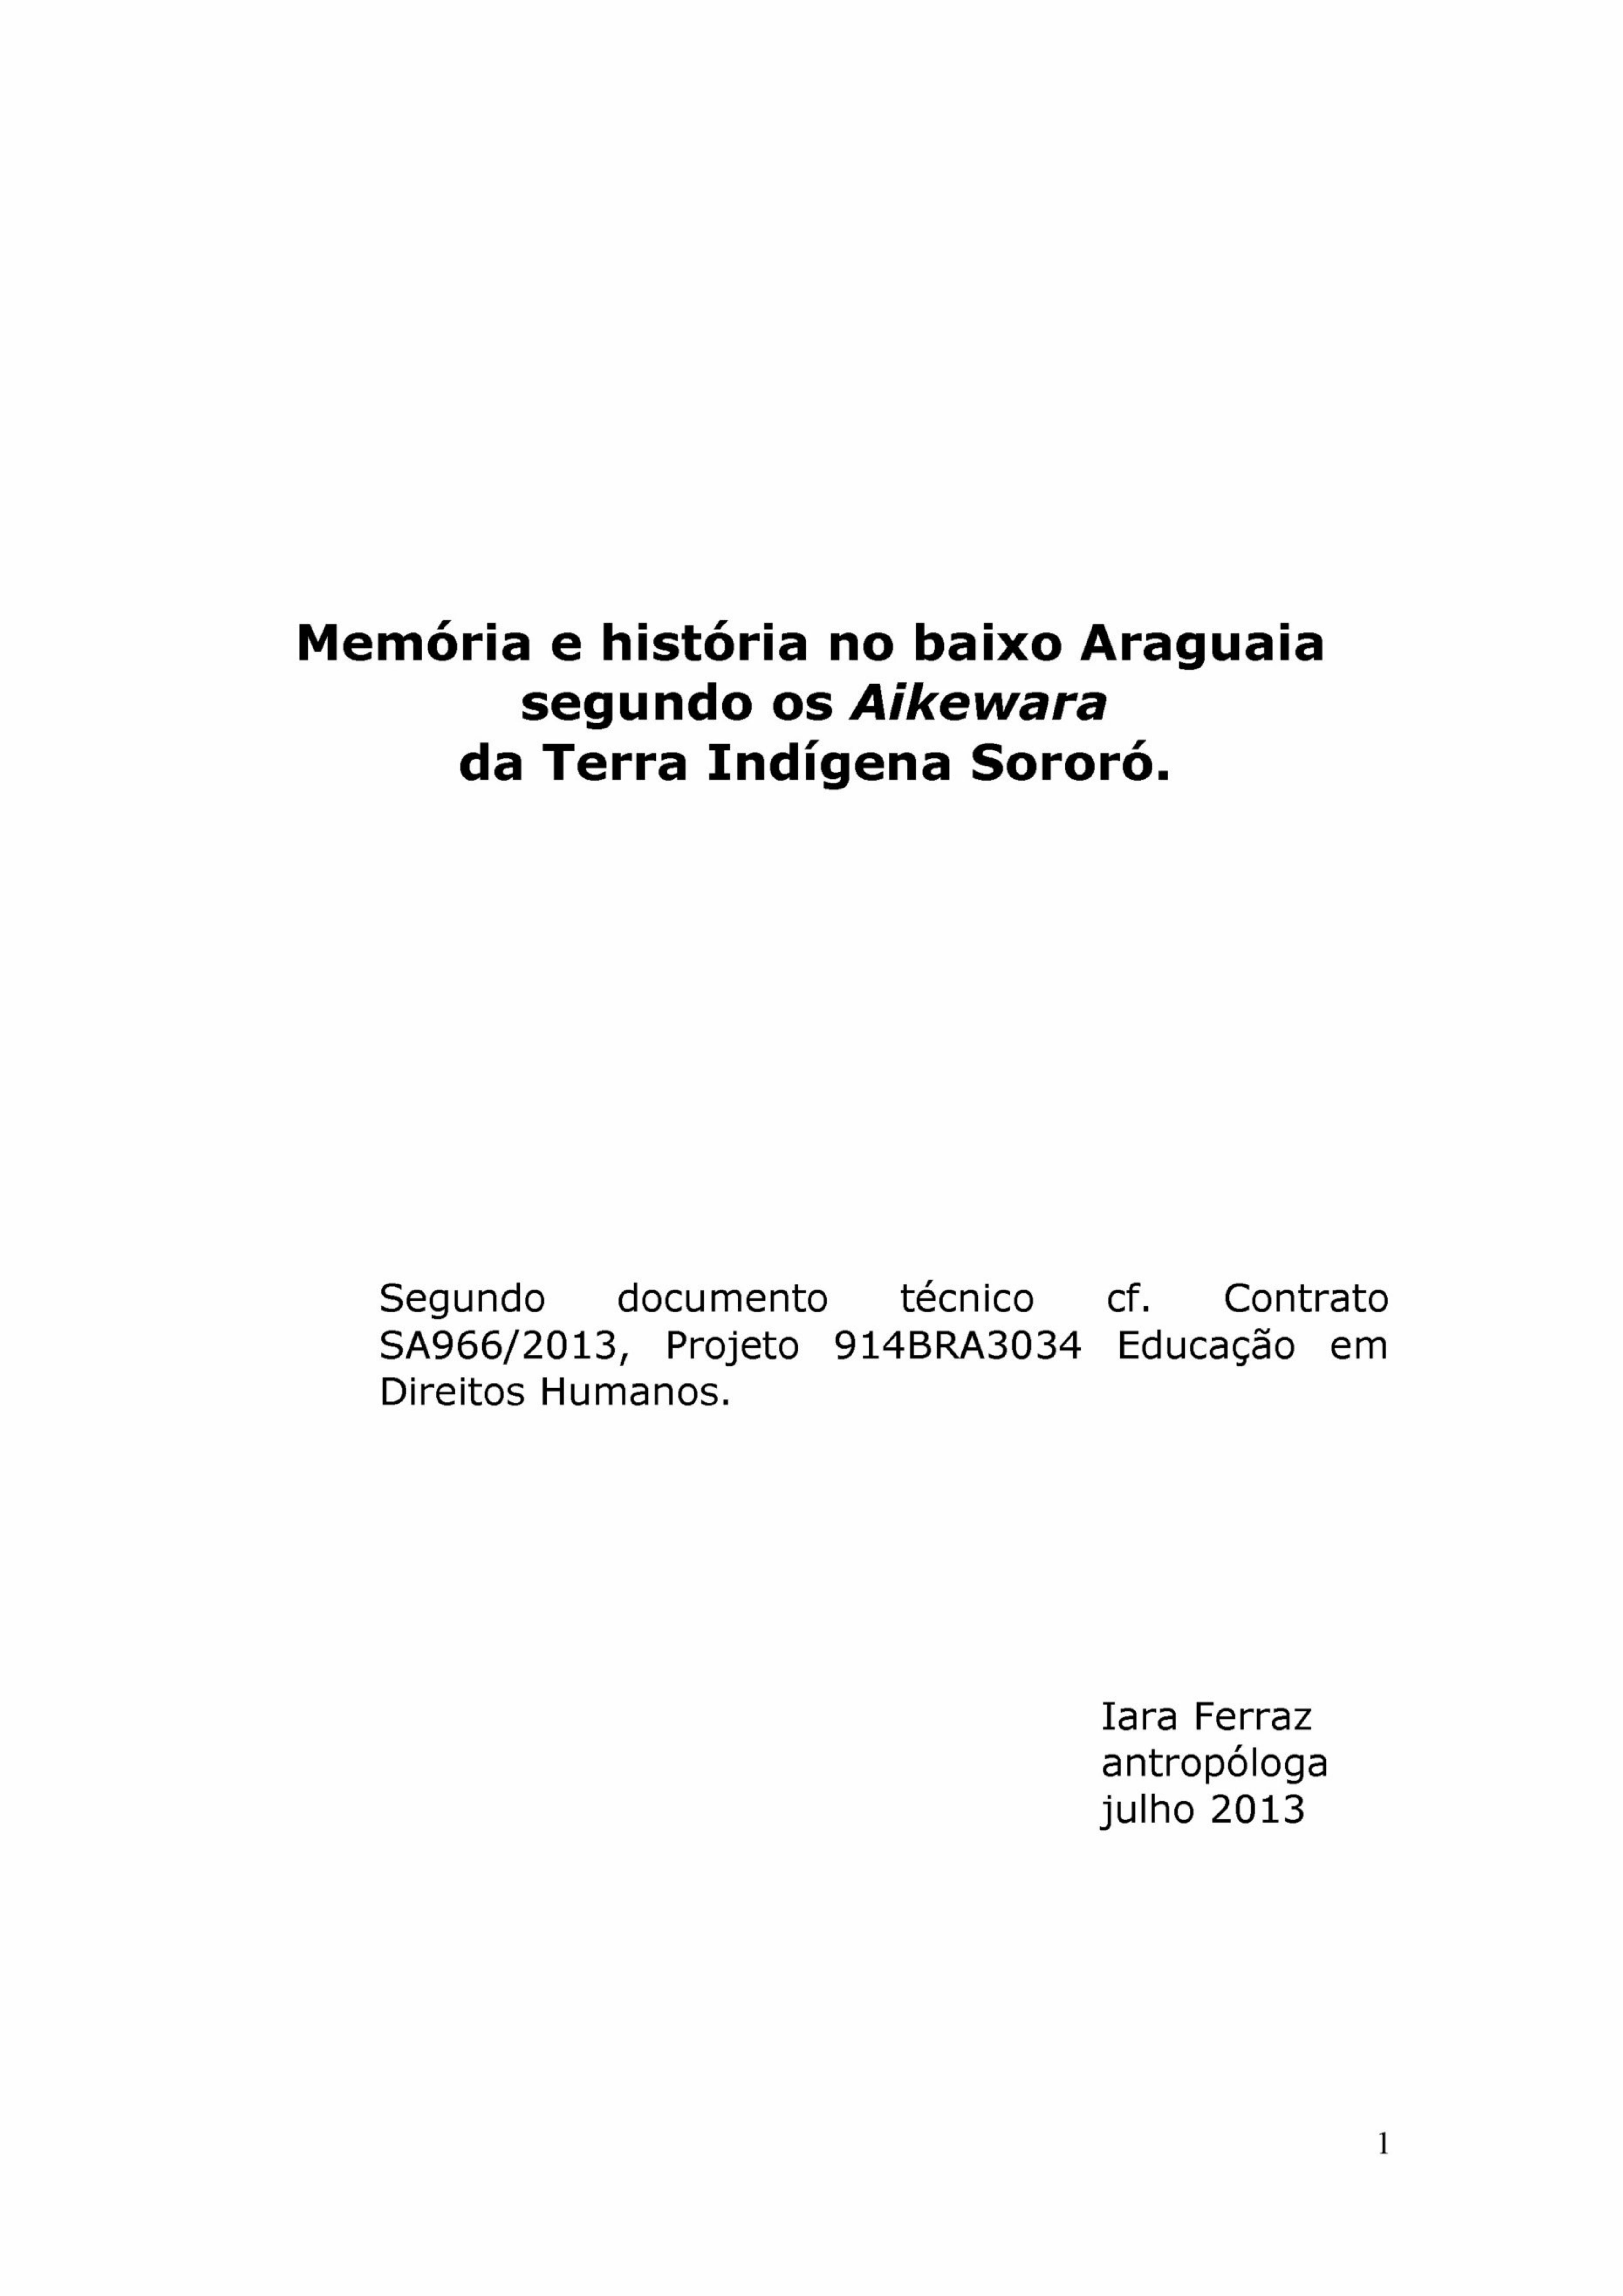 Memória e história no baixo Araguaia
segundo os Aikewara
da Terra Indígena Sororó.
Segundo documento técnico cf. Contrato
SA966/2013, Projeto 914BRA3034 Educação em
Direitos Humanos.
Iara Ferraz
antropóloga
julho 2013
1